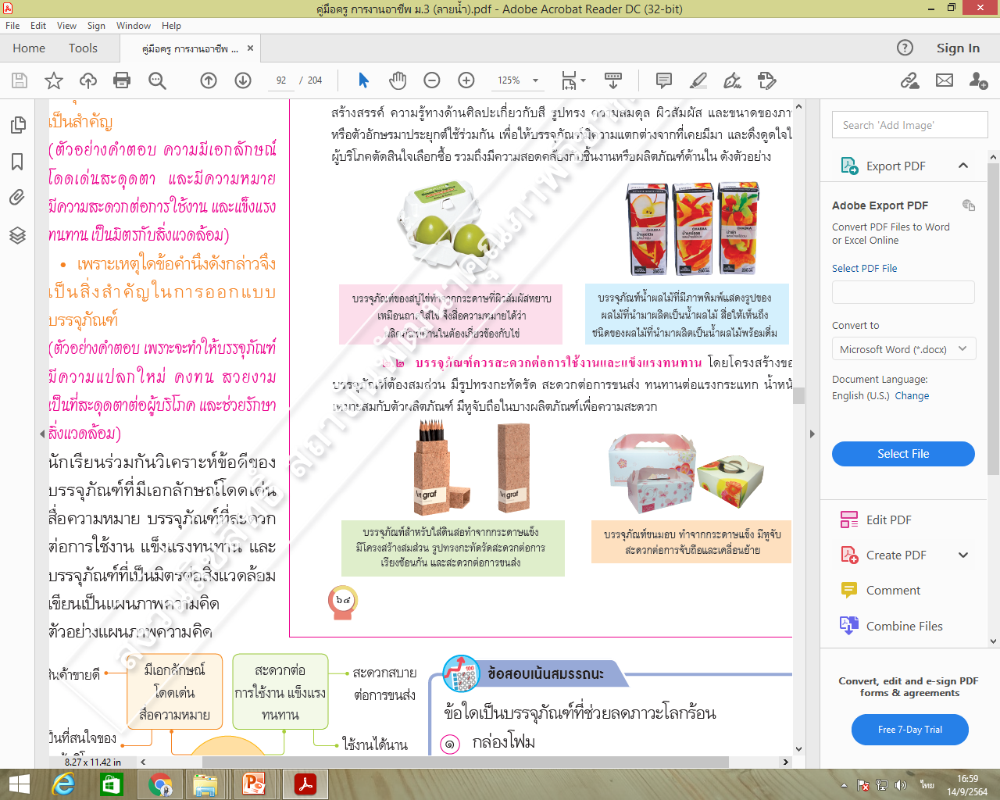 คู่มือครู การงานอาชีพ ม.3 (ลายน้ำ).pdf - Adobe Acrobat Reader DC (32-bit)
File Edit View Sign Window Help
Home Tools คู่มือครู การงานอาชีพ ... × Sign In
92 / 204 125%
เป็นสำคัญ
(ตัวอย่างคำตอบ ความมีเอกลักษณ์
โดดเด่นสะดุดตา และมีความหมาย
มีความสะดวกต่อการใช้งาน และแข็งแรง
ทนทาน เป็นมิตรกับสิ่งแวดล้อม)
• เพราะเหตุใดข้อคำนึงดังกล่าวจึง
เป็นสิ่งสำคัญในการออกแบบ
บรรจุภัณฑ์
(ตัวอย่างคำตอบ เพราะจะทำให้บรรจุภัณฑ์
มีความแปลกใหม่ คงทน สวยงาม
เป็นที่สะดุดตาต่อผู้บริโภค และช่วยรักษา
สิ่งแวดล้อม)
นักเรียนร่วมกันวิเคราะห์ข้อดีของ
บรรจุภัณฑ์ที่มีเอกลักษณ์โดดเด่น
สื่อความหมาย บรรจุภัณฑ์ที่สะดวก
ต่อการใช้งาน แข็งแรงทนทาน และ
บรรจุภัณฑ์ที่เป็นมิตรต่อสิ่งแวดล้อม
เขียนเป็นแผนภาพความคิด
ตัวอย่างแผนภาพความคิด
สินค้าขายดี
มีเอกลักษณ์
โดดเด่น
สื่อความหมาย
สะดวกต่อ
การใช้งาน แข็งแรง
ทนทาน
สะดวกสบาย
ต่อการขนส่ง
เป็นที่สนใจของ
ใช้งานได้นาน
สร้างสรรค์ ความรู้ทางด้านศิลปะเกี่ยวกับสี รูปทรง ความสมดุล ผิวสัมผัส และขนาดของภา
หรือตัวอักษรมาประยุกต์ใช้ร่วมกัน เพื่อให้บรรจุภัณฑ์มีความแตกต่างจากที่เคยมีมา และดึงดูดใจใ
ผู้บริโภคตัดสินใจเลือกซื้อ รวมถึงมีความสอดคล้องกับชิ้นงานหรือผลิตภัณฑ์ด้านใน ดังตัวอย่าง
CHABAA CHABAA CHABAA
บรรจุภัณฑ์ของสบู่ไข่ทำจากกระดาษที่ผิวสัมผัสหยาบ
เหมือนถาดใส่ไข่ จึงสื่อความหมายได้ว่า
ผลิตภัณฑ์ด้านในต้องเกี่ยวข้องกับไข่
บรรจุภัณฑ์น้ำผลไม้ที่มีภาพพิมพ์แสดงรูปของ
ผลไม้ที่นำมาผลิตเป็นน้ำผลไม้ สื่อให้เห็นถึง
ชนิดของผลไม้ที่นำมาผลิตเป็นน้ำผลไม้พร้อมดื่ม
๒.๒ บรรจุภัณฑ์ควรสะดวกต่อการใช้งานและแข็งแรงทนทาน โดยโครงสร้างขอ
บรรจุภัณฑ์ต้องสมส่วน มีรูปทรงกะทัดรัด สะดวกต่อการขนส่ง ทนทานต่อแรงกระแทก น้ำหนั
เหมาะสมกับตัวผลิตภัณฑ์ มีหูจับถือในบางผลิตภัณฑ์เพื่อความสะดวก
graf graf
บรรจุภัณฑ์สำหรับใส่ดินสอทำจากกระดาษแข็ง
มีโครงสร้างสมส่วน รูปทรงกะทัดรัดสะดวกต่อการ
เรียงซ้อนกัน และสะดวกต่อการขนส่ง
บรรจุภัณฑ์ขนมอบ ทำจากกระดาษแข็ง มีหูจับ
สะดวกต่อการจับถือและเคลื่อนย้าย
๖๔
ข้อสอบเน้นสมรรถนะ
ข้อใดเป็นบรรจุภัณฑ์ที่ช่วยลดภาวะโลกร้อน
๑ กล่องโฟม
8.27 x 11.42 in
Search 'Add Image'
Export PDF
Adobe Export PDF
Convert PDF Files to Word
or Excel Online
Select PDF File
Convert to
Microsoft Word (*.docx)
Document Language:
English (U.S.) Change
Select File
Edit PDF
Create PDF
Comment
Combine Files
Convert, edit and e-sign PDF
forms & agreements
Free 7-Day Trial
ไทย
16:59
14/9/2564